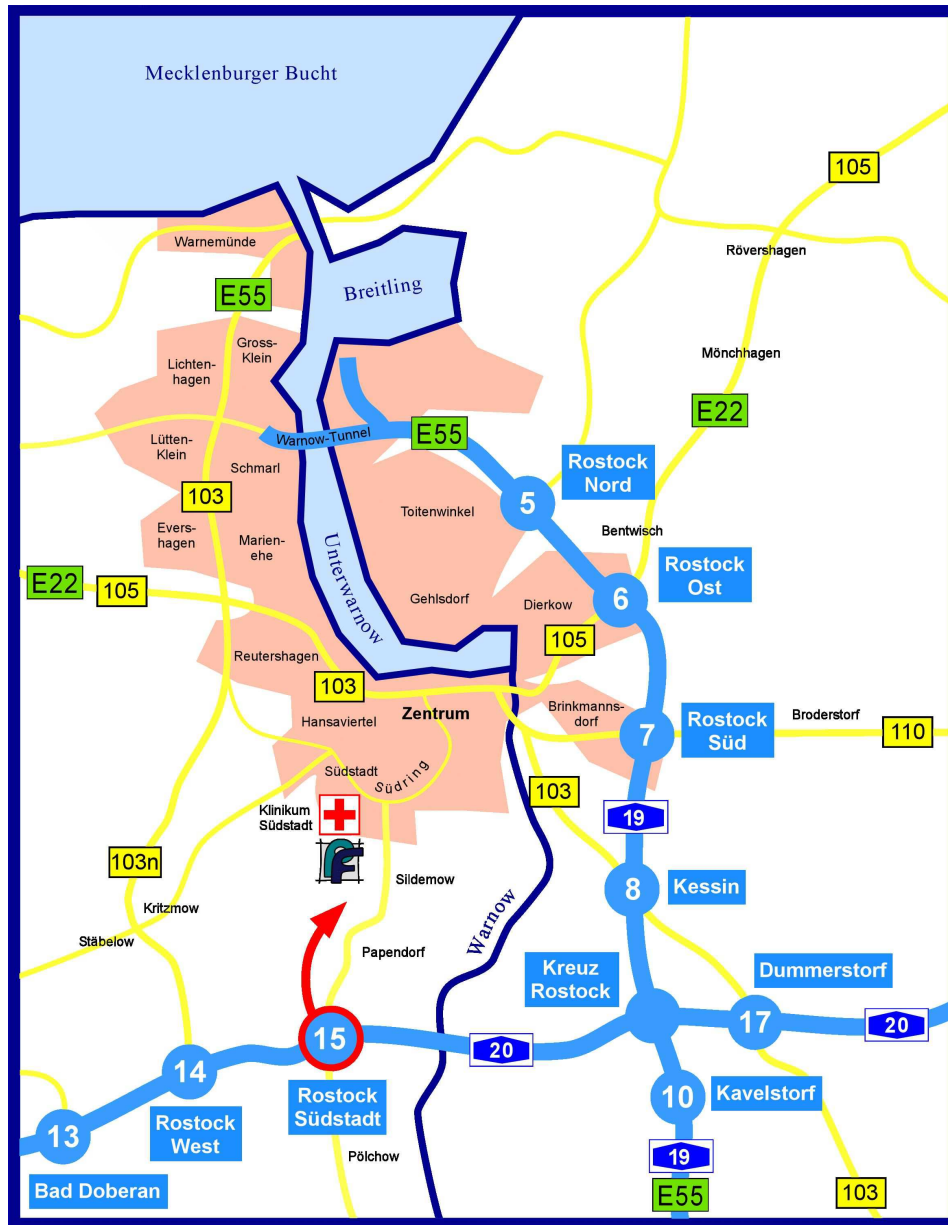 Mecklenburger Bucht
105
Warnemünde
Rövershagen
E55
Breitling
Gross-
Klein
Mönchhagen
Lichten-
hagen
E22
Warnow-Tunnel
E55
Lütten-
Klein
Schmarl
Rostock
Nord
103
5
Toitenwinkel
Evers-
hagen
Marien-
ehe
Bentwisch
Unterwarnow
Rostock
Ost
E22
105
Gehlsdorf
Dierkow
6
105
Reutershagen
103
Zentrum
Hansaviertel
Brinkmanns-
dorf
7
Rostock
Süd
Broderstorf
110
Südstadt
Südring
103
19
Klinikum
Südstadt
103n
Sildemow
8
Kessin
Kritzmow
Warnow
Stäbelow
Papendorf
Kreuz
Rostock
Dummerstorf
15
20
17
20
14
Rostock
Südstadt
10
Kavelstorf
Rostock
West
13
Pölchow
19
Bad Doberan
E55
103